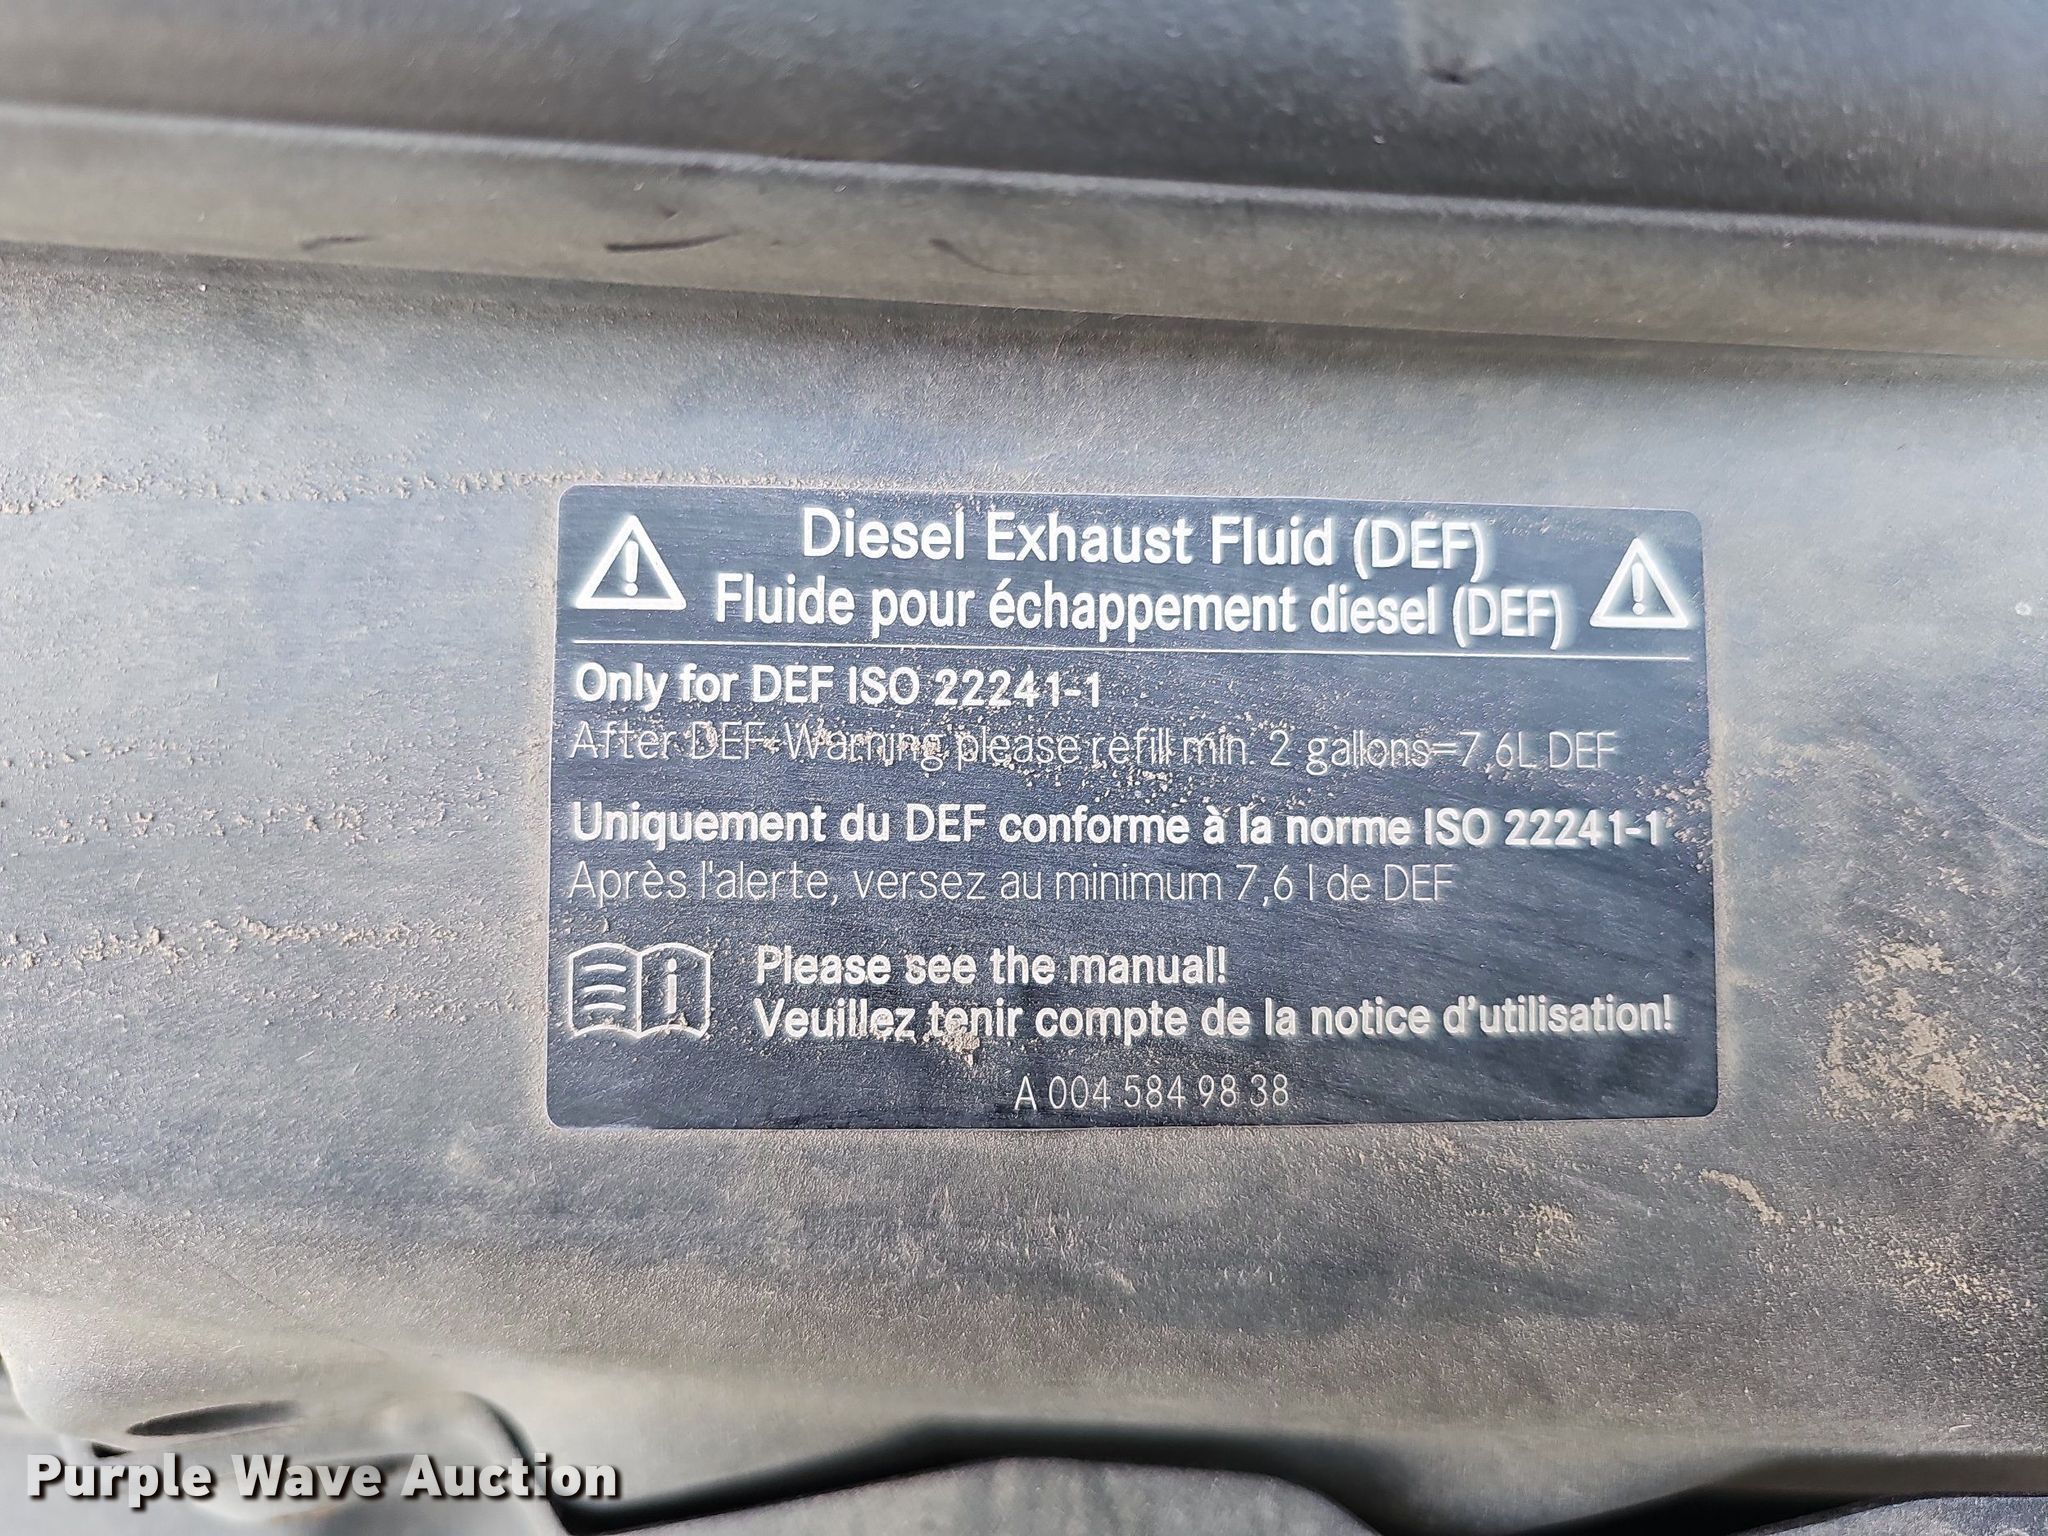 Diesel Exhaust Fluid (DEF)
Fluide pour échappement diesel (DEF)
Only for DEF ISO 22241-1
After DEF-Warning please refill min. 2 gallons=7,6L DEF
Uniquement du DEF conforme à la norme ISO 22241-1
Après l'alerte, versez au minimum 7,6 l de DEF
Please see the manual!
Veuillez tenir compte de la notice d'utilisation!
A 004 584 98 38
Purple Wave Auction